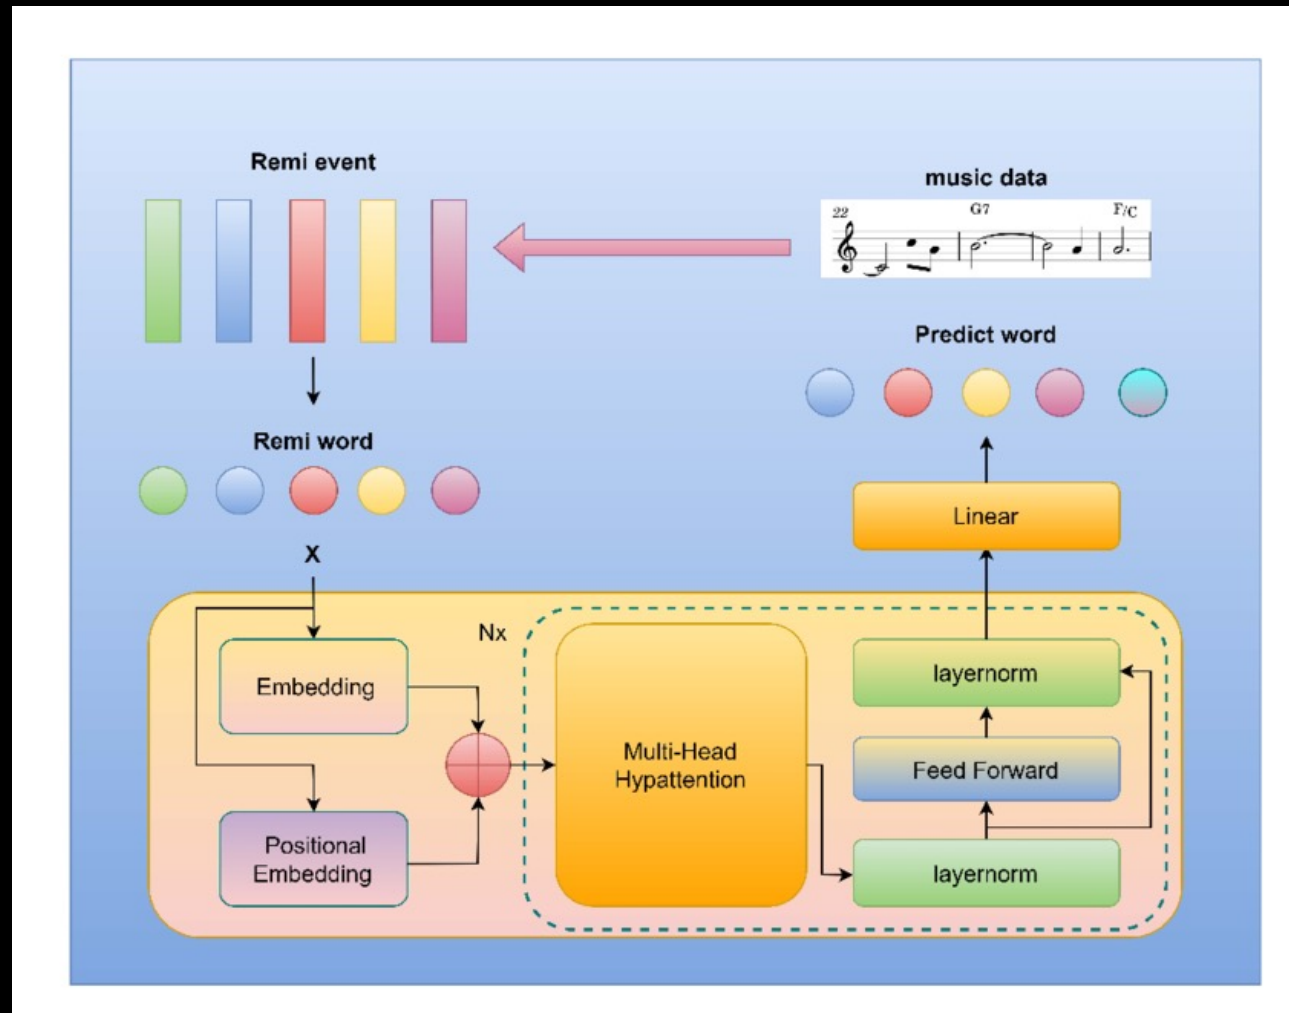 Remi event
music data
22
G7
F/C
Predict word
Remi word
X
Linear
Nx
Embedding
Multi-Head
Hypattention
layernorm
Feed Forward
Positional
Embedding
layernorm